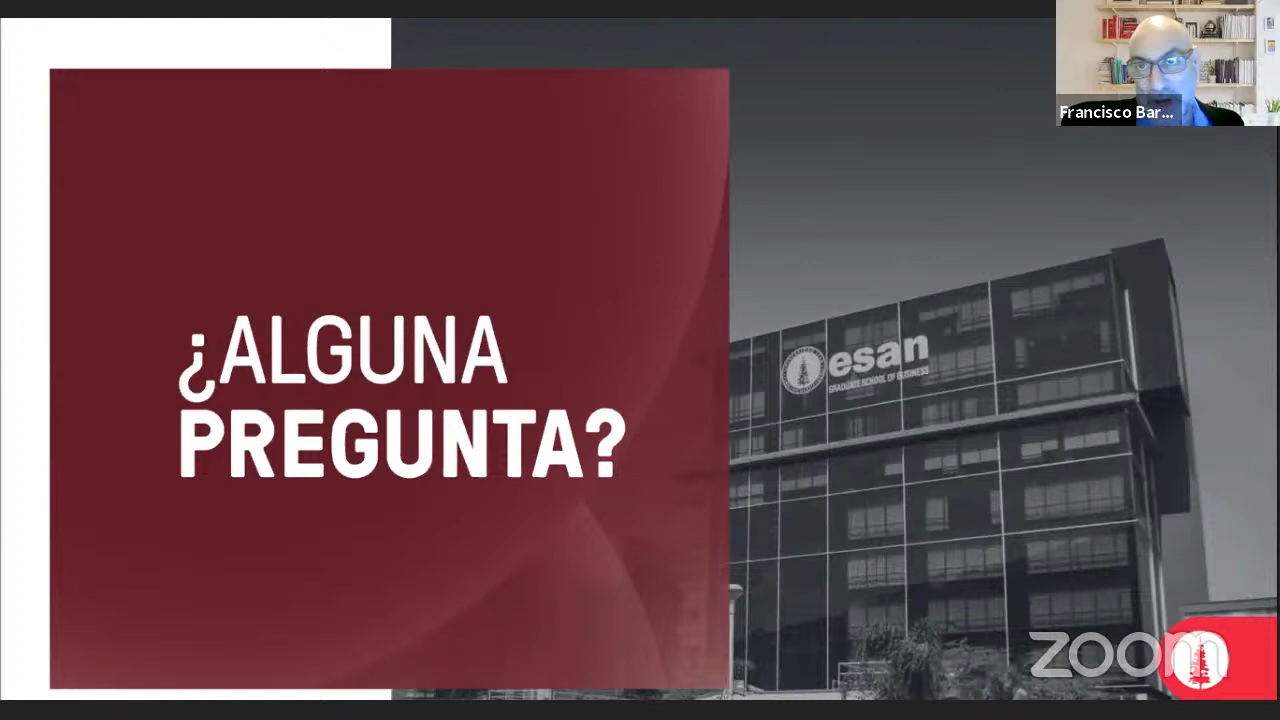 Francisco Bar...
¿ALGUNA
PREGUNTA?
esan
GRADUATE SCHOOL OF BUSINESS
zoom